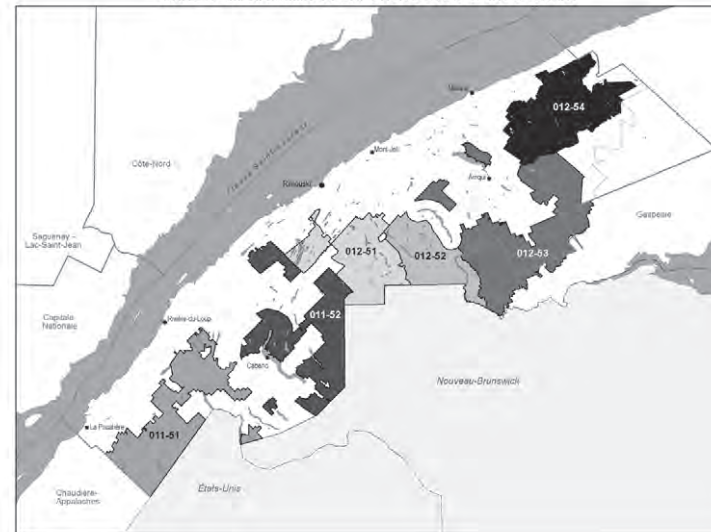 012-54
Matane
Côte-Nord
Mont-Joli
Fleuve Saint-Laurent
Rimouski
Amqui
Gaspésie
Saguenay –
Lac-Saint-Jean
012-51
012-52
012-53
011-52
Capitale
Nationale
Rivière-du-Loup
Cabano
Nouveau-Brunswick
La Pocatière
011-51
États-Unis
Chaudière-
Appalaches